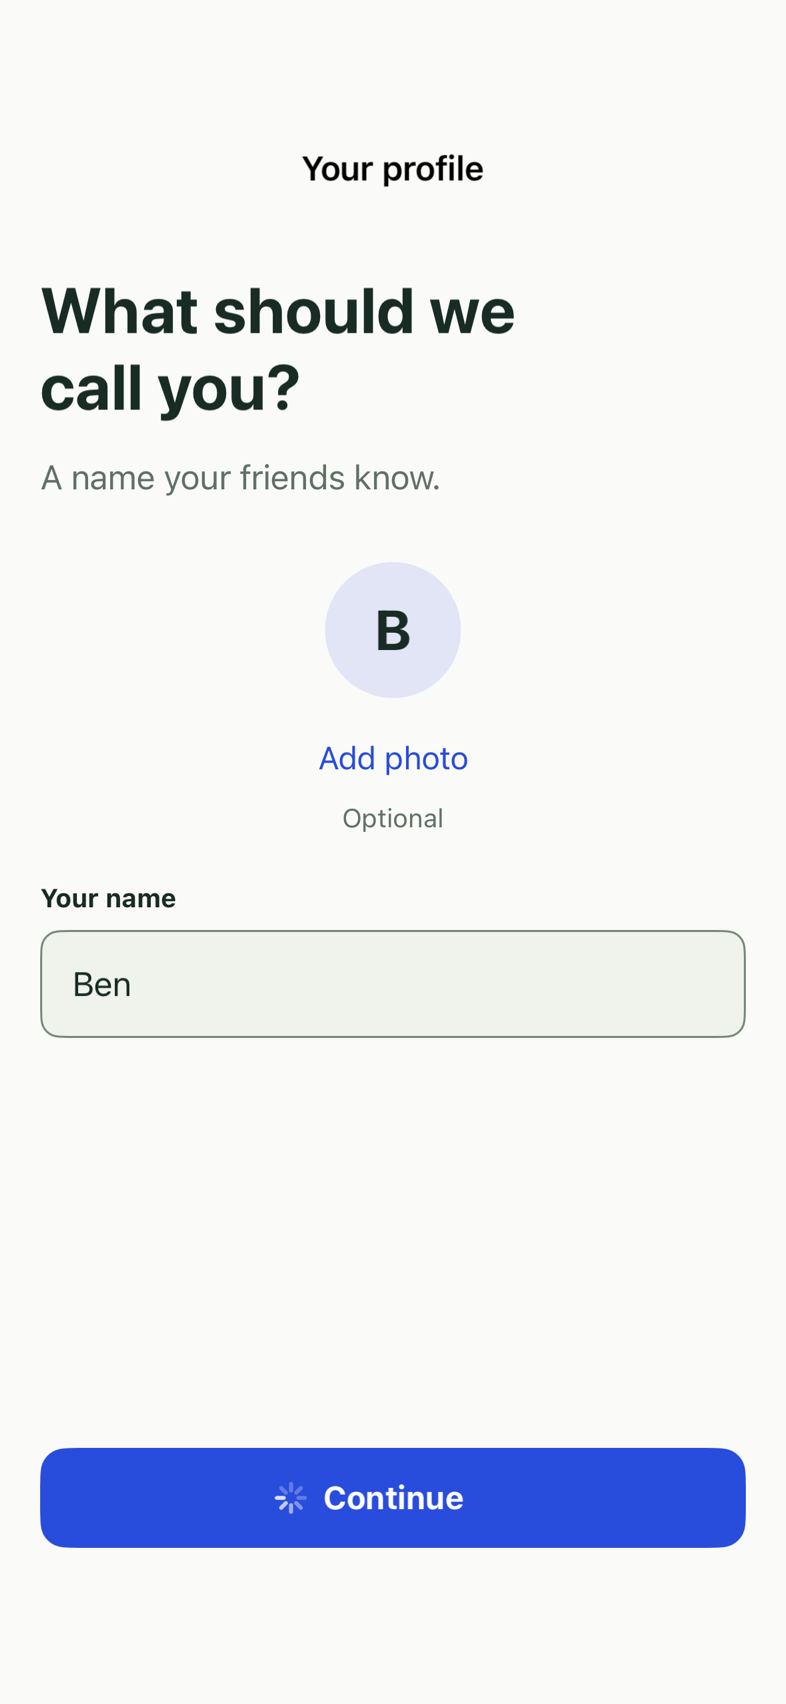 Your profile
What should we
call you?
A name your friends know.
B
Add photo
Optional
Your name
Ben
Continue